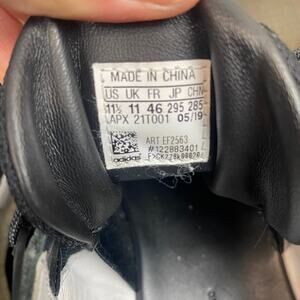 MADE IN CHINA
US UK FR JP CHN
11½ 11 46 295 285
APX 21T001 05/19
ART EF2563
#122883401
adidas